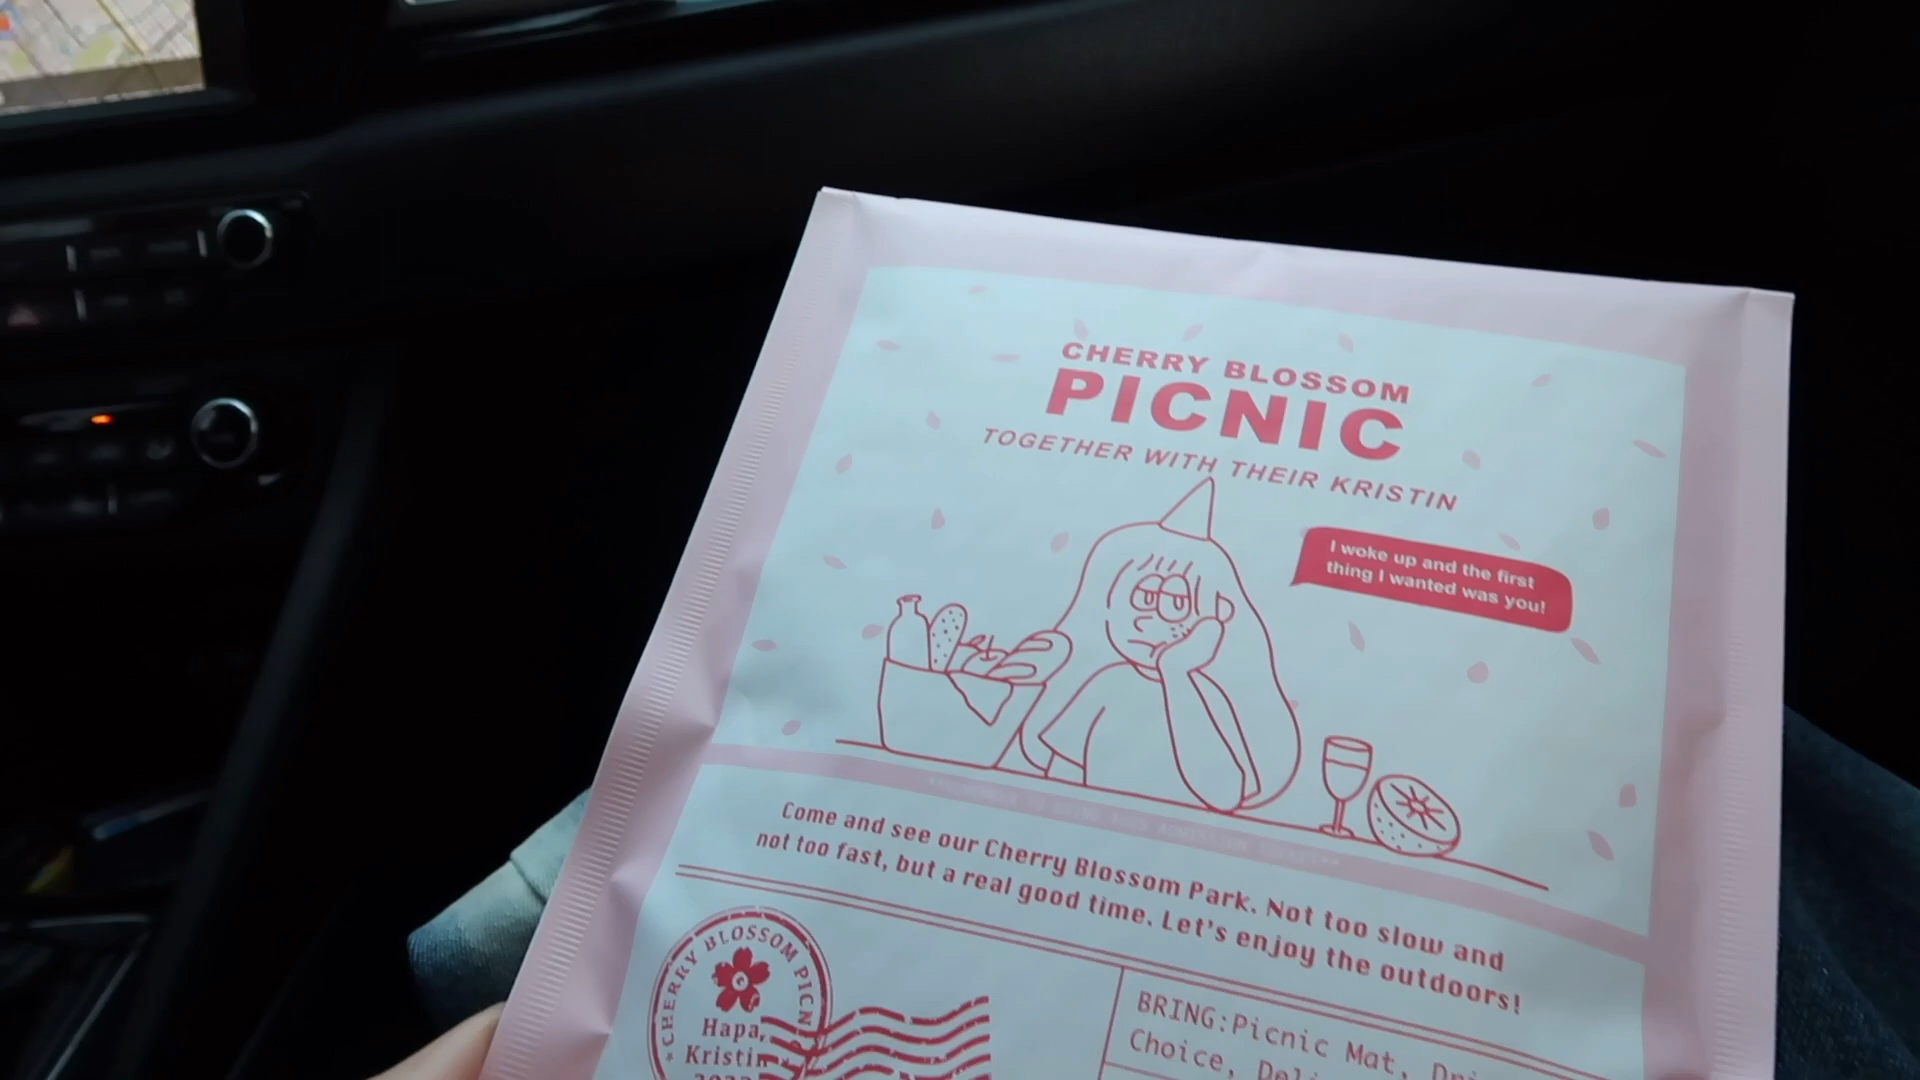 CHERRY BLOSSOM
PICNIC
TOGETHER WITH THEIR KRISTIN
I woke up and the first
thing I wanted was you!
Come and see our Cherry Blossom Park. Not too slow and
not too fast, but a real good time. Let's enjoy the outdoors!
CHERRY BLOSSOM PICN
Hapa,
Kristin
BRING:Picnic Mat,
Choice,